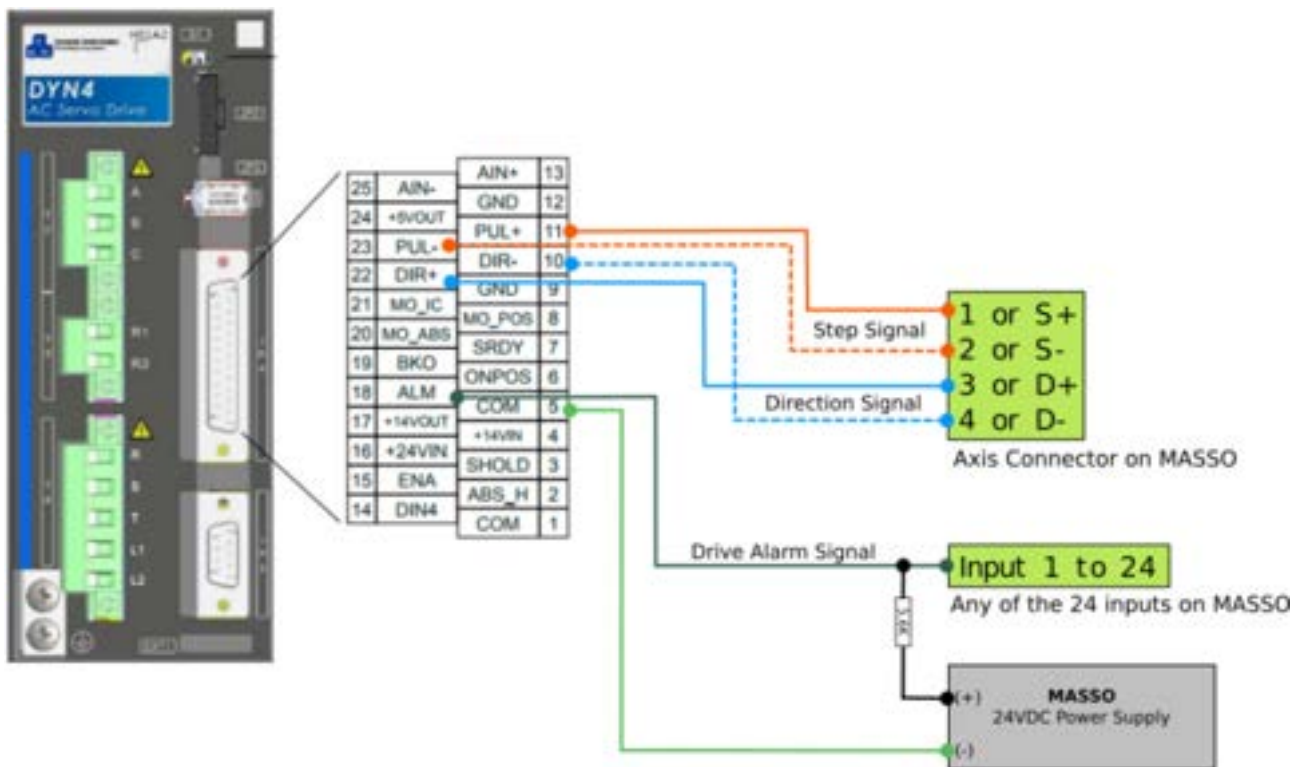 DYN4
AC Servo Drive
A
B
C
R1
R2
R
S
T
L1
L2
25 AIN-
24 +5VOUT
23 PUL-
22 DIR+
21 MO_IC
20 MO_ABS
19 BKO
18 ALM
17 +14VOUT
16 +24VIN
15 ENA
14 DIN4
AIN+ 13
GND 12
PUL+ 11
DIR- 10
GND 9
MO_POS 8
SRDY 7
ONPOS 6
COM 5
+14VIN 4
SHOLD 3
ABS_H 2
COM 1
Step Signal
Direction Signal
1 or S+
2 or S-
3 or D+
4 or D-
Axis Connector on MASSO
Drive Alarm Signal
Input 1 to 24
Any of the 24 inputs on MASSO
(+)
MASSO
24VDC Power Supply
(-)